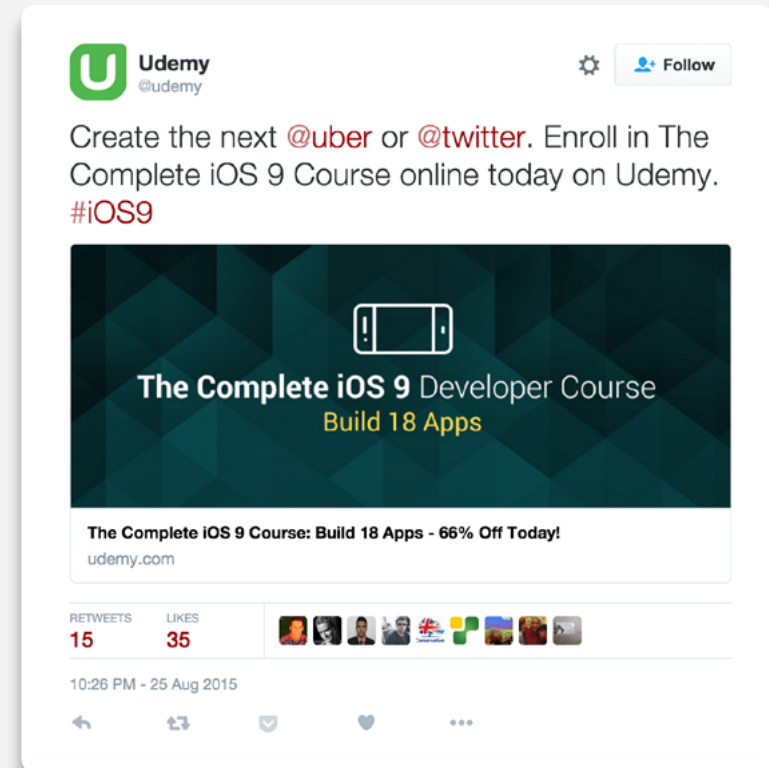 Udemy
@udemy
Follow
Create the next @uber or @twitter. Enroll in The
Complete iOS 9 Course online today on Udemy.
#iOS9
The Complete iOS 9 Developer Course
Build 18 Apps
The Complete iOS 9 Course: Build 18 Apps - 66% Off Today!
udemy.com
RETWEETS LIKES
15 35
10:26 PM - 25 Aug 2015